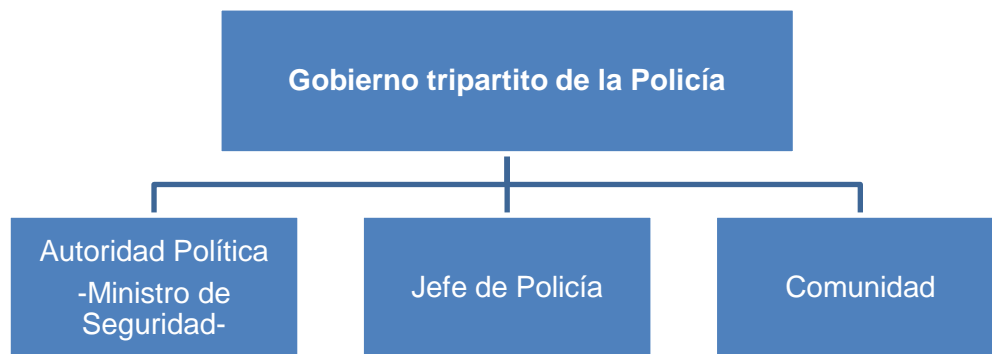 Gobierno tripartito de la Policía
Autoridad Política
-Ministro de
Seguridad-
Jefe de Policía
Comunidad